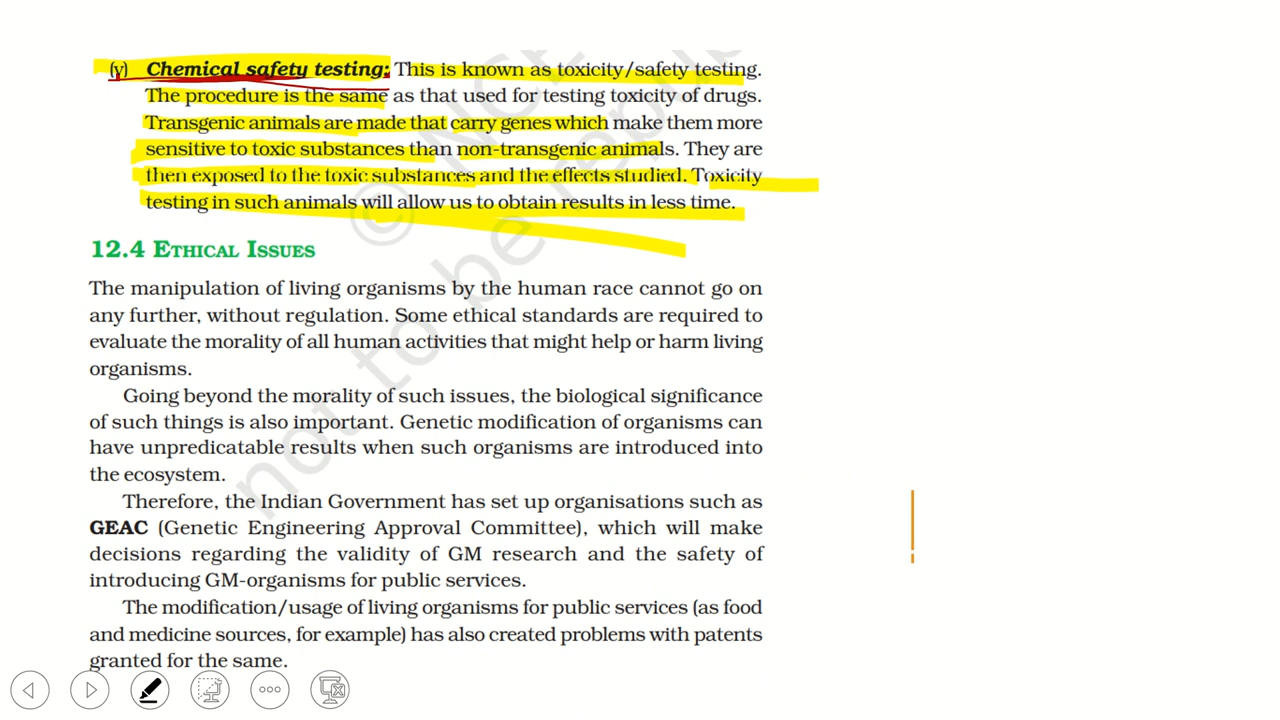 (v) Chemical safety testing: This is known as toxicity/safety testing.
The procedure is the same as that used for testing toxicity of drugs.
Transgenic animals are made that carry genes which make them more
sensitive to toxic substances than non-transgenic animals. They are
then exposed to the toxic substances and the effects studied. Toxicity
testing in such animals will allow us to obtain results in less time.
12.4 ETHICAL ISSUES
The manipulation of living organisms by the human race cannot go on
any further, without regulation. Some ethical standards are required to
evaluate the morality of all human activities that might help or harm living
organisms.
Going beyond the morality of such issues, the biological significance
of such things is also important. Genetic modification of organisms can
have unpredicatable results when such organisms are introduced into
the ecosystem.
Therefore, the Indian Government has set up organisations such as
GEAC (Genetic Engineering Approval Committee), which will make
decisions regarding the validity of GM research and the safety of
introducing GM-organisms for public services.
The modification/usage of living organisms for public services (as food
and medicine sources, for example) has also created problems with patents
granted for the same.